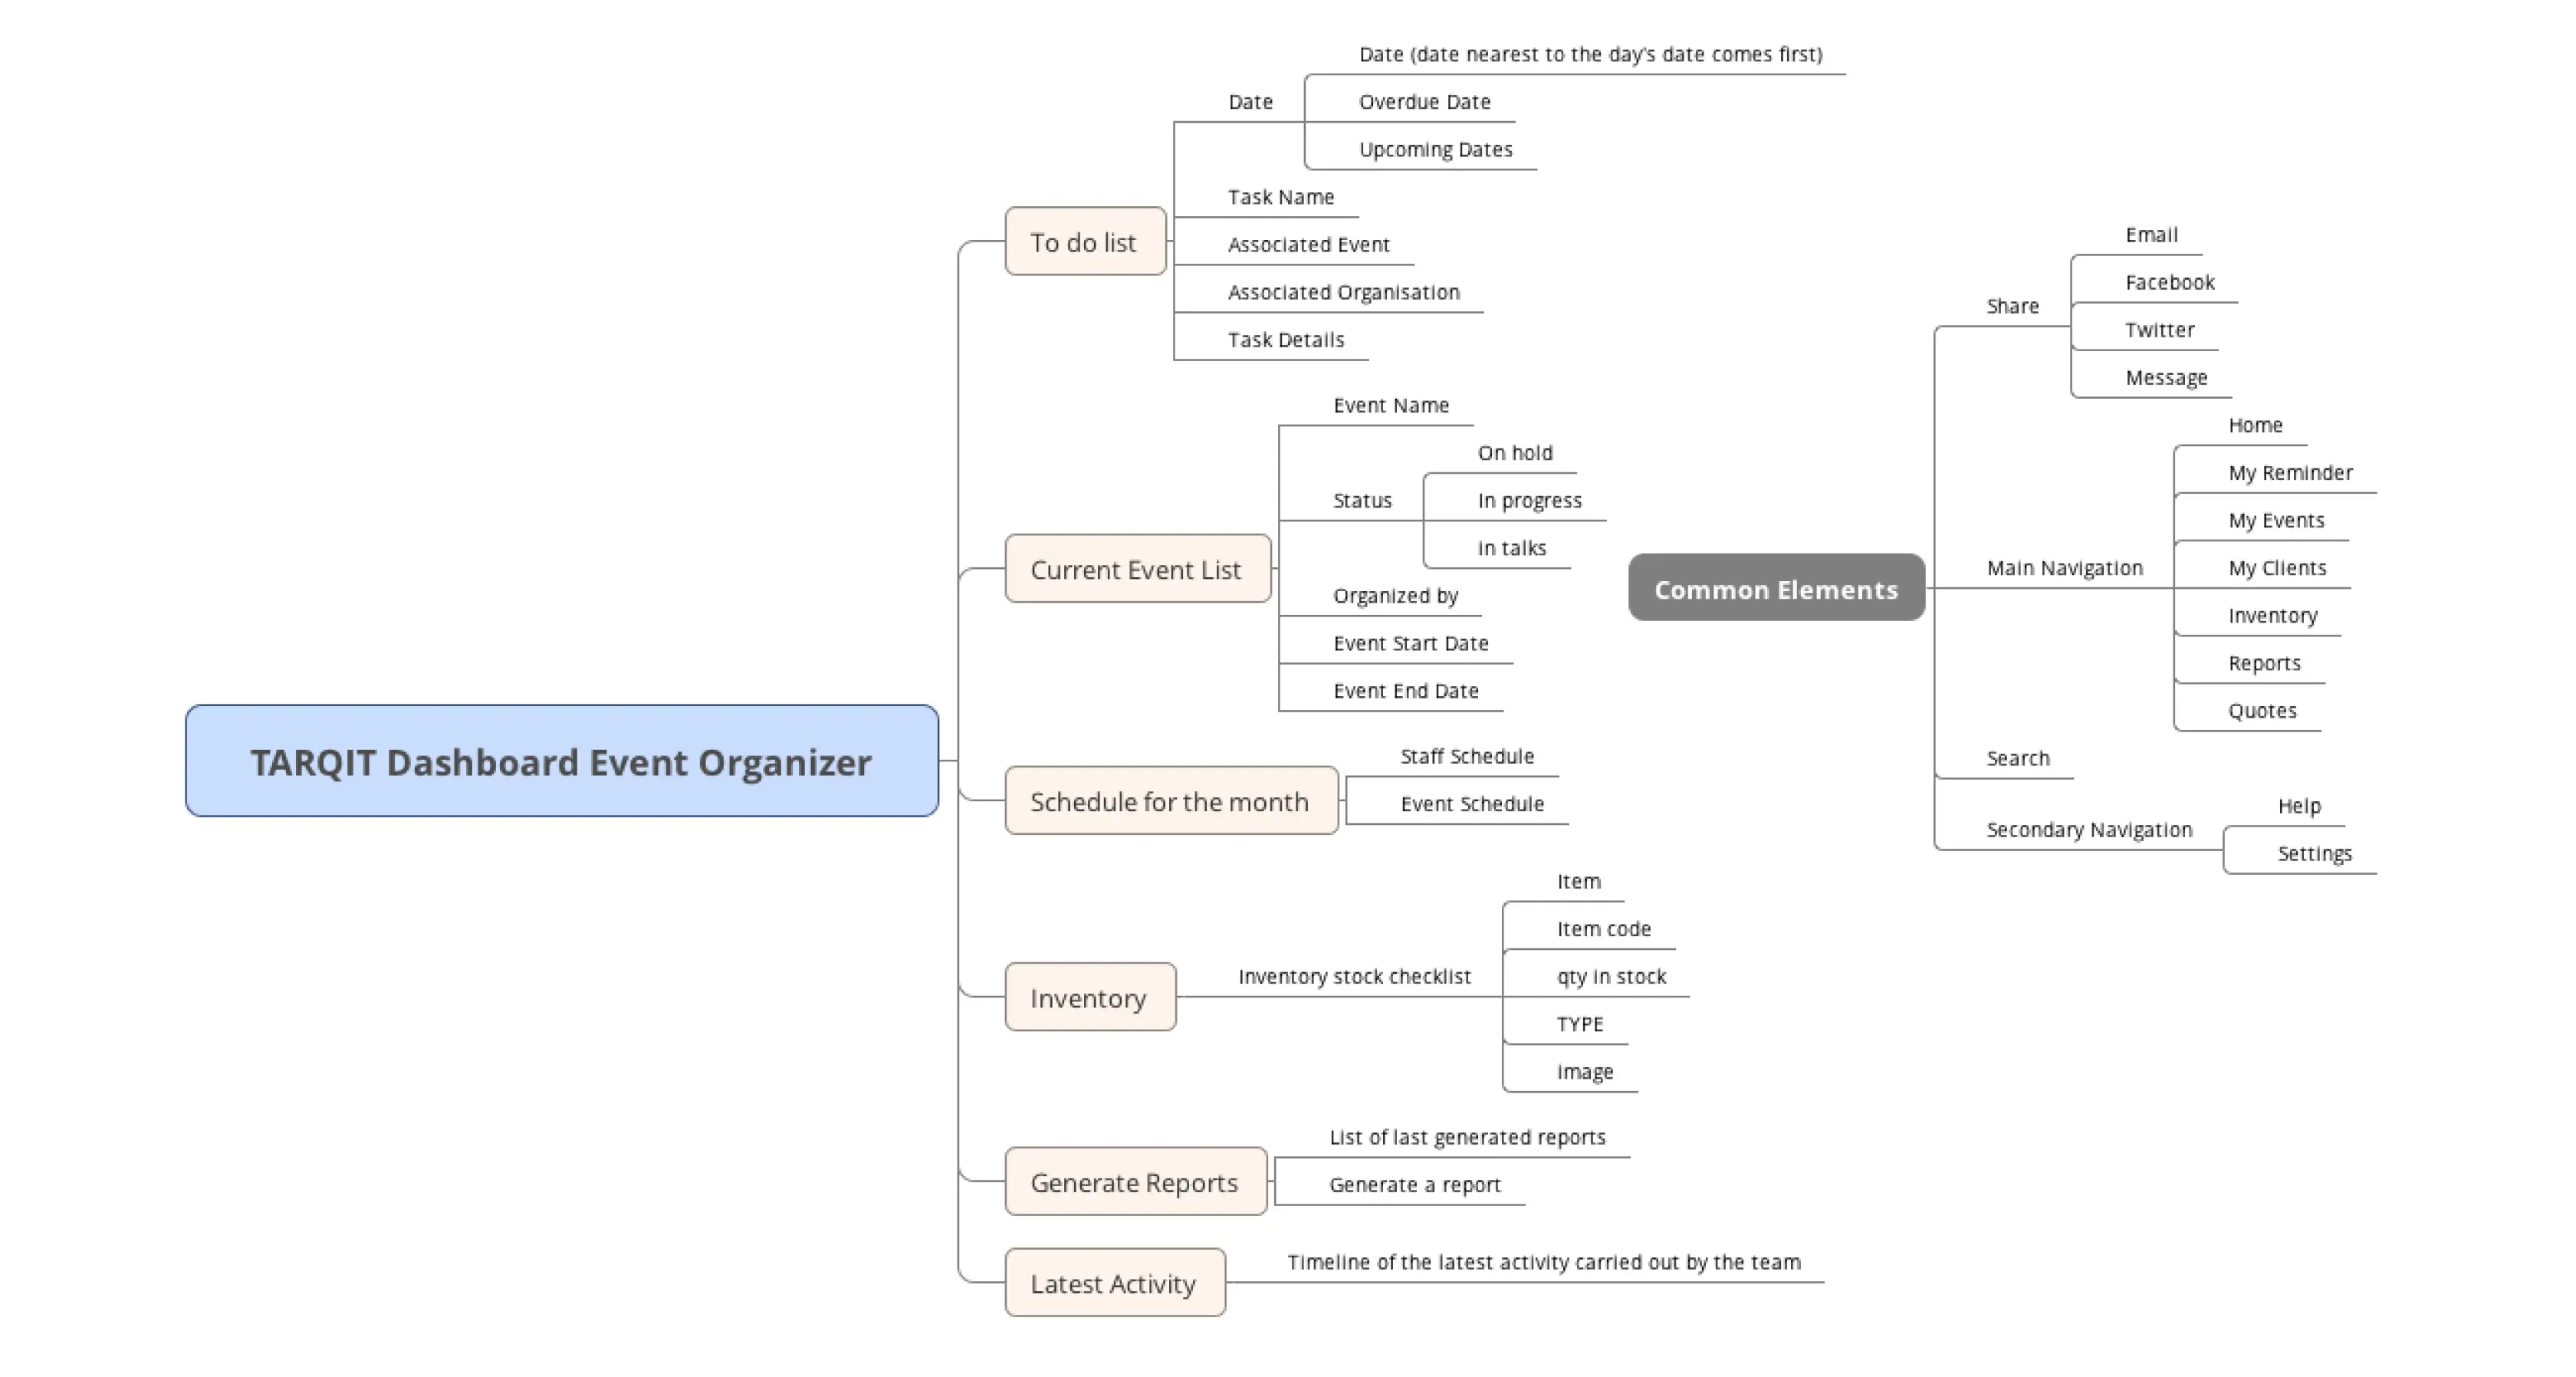 TARQIT Dashboard Event Organizer
To do list
Date
Date (date nearest to the day's date comes first)
Overdue Date
Upcoming Dates
Task Name
Associated Event
Associated Organisation
Task Details
Current Event List
Event Name
Status
On hold
In progress
in talks
Organized by
Event Start Date
Event End Date
Schedule for the month
Staff Schedule
Event Schedule
Inventory
Inventory stock checklist
Item
Item code
qty in stock
TYPE
image
Generate Reports
List of last generated reports
Generate a report
Latest Activity
Timeline of the latest activity carried out by the team
Common Elements
Share
Email
Facebook
Twitter
Message
Main Navigation
Home
My Reminder
My Events
My Clients
Inventory
Reports
Quotes
Search
Secondary Navigation
Help
Settings